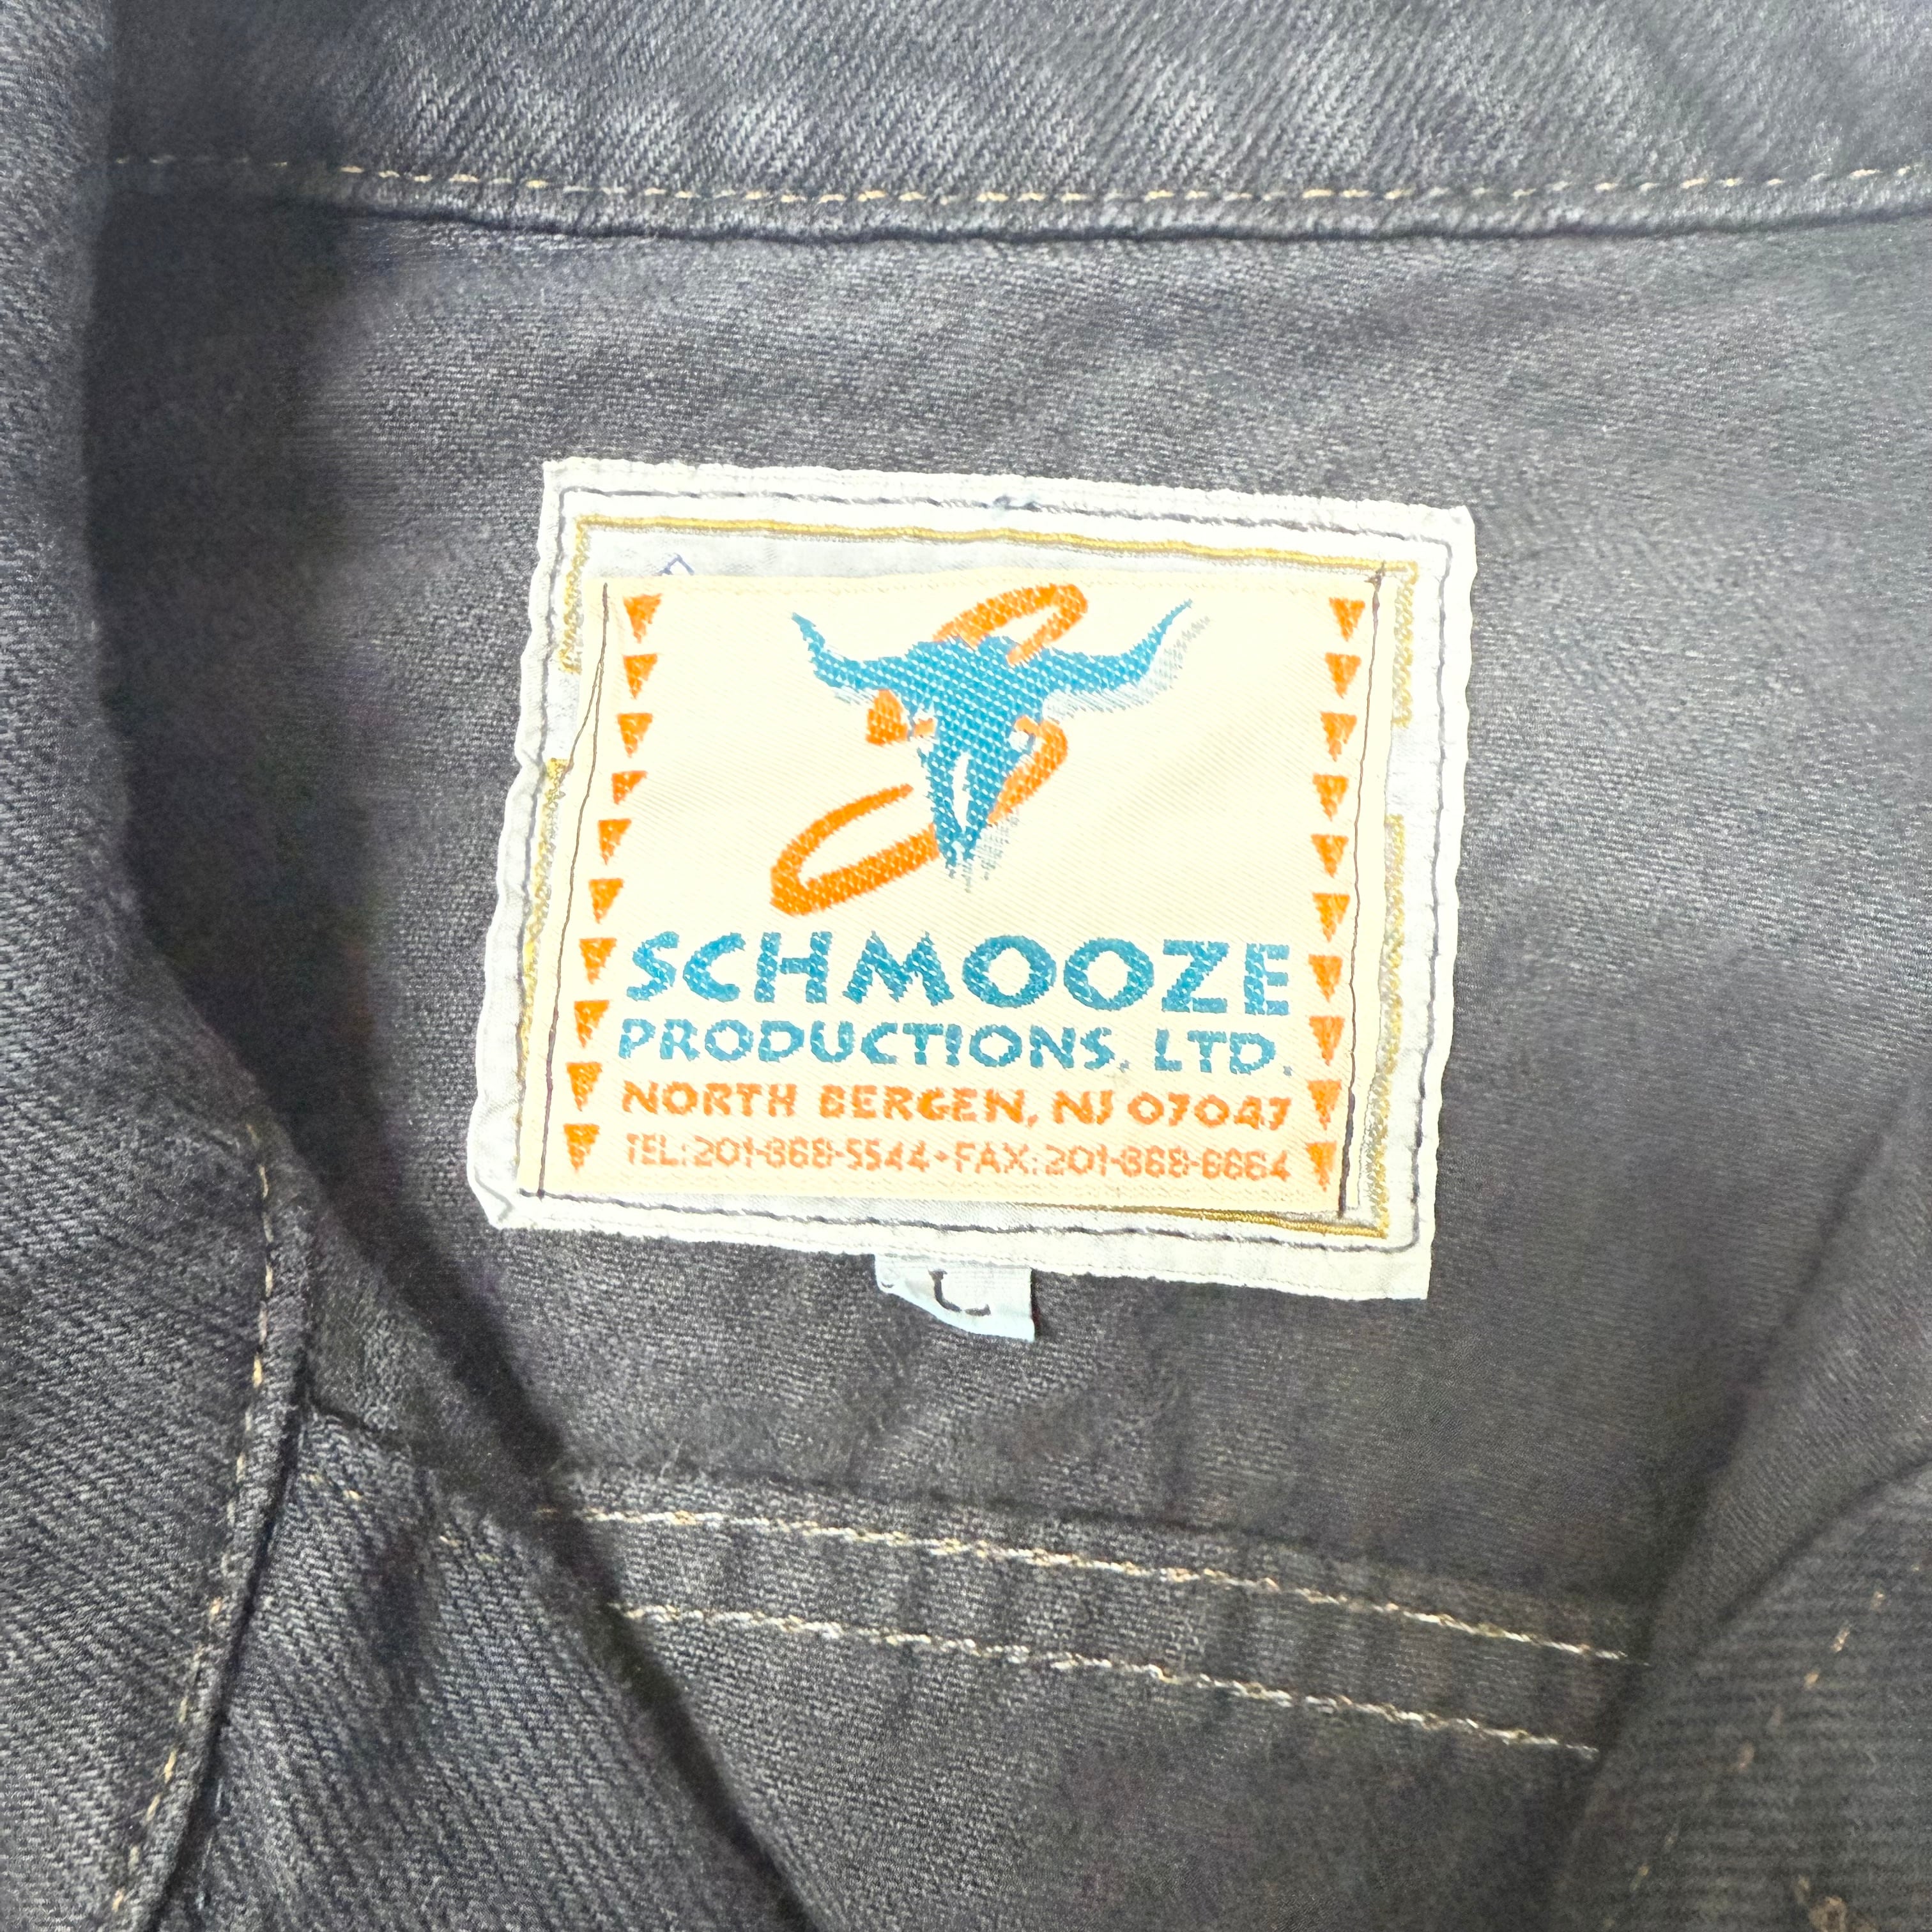 SCHMOOZE
PRODUCTIONS, LTD.
NORTH BERGEN, NJ 07047
TEL:201-868-5544•FAX:201-868-6664
L